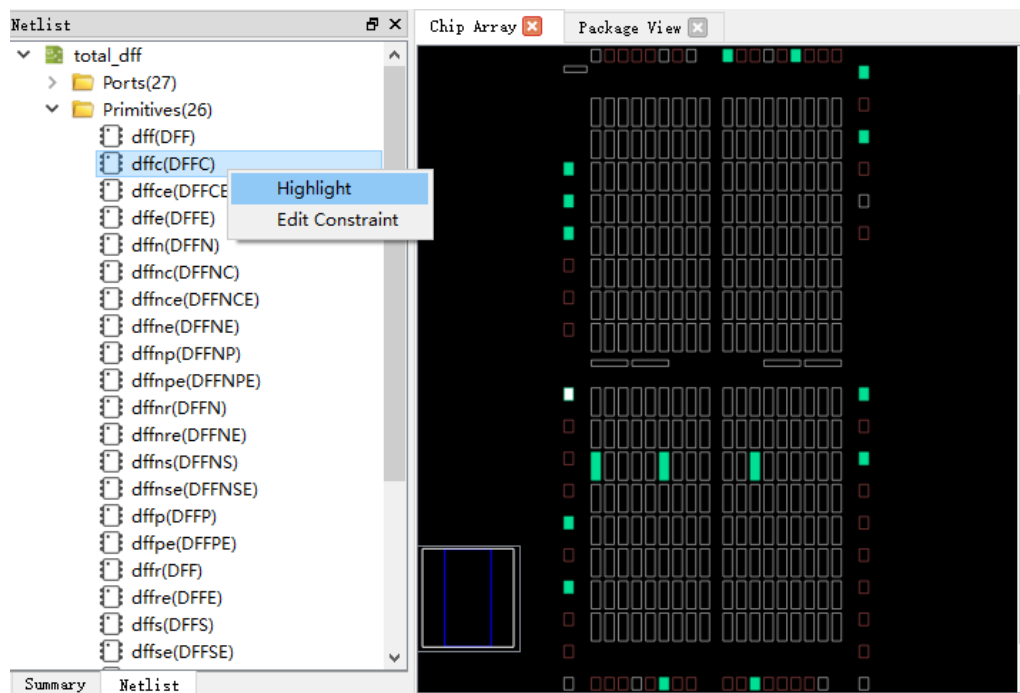 Netlist
Chip Array
Package View
total_dff
Ports(27)
Primitives(26)
dff(DFF)
dffc(DFFC)
dffce(DFFCE
dffe(DFFE)
dffn(DFFN)
dffnc(DFFNC)
dffnce(DFFNCE)
dffne(DFFNE)
dffnp(DFFNP)
dffnpe(DFFNPE)
dffnr(DFFN)
dffnre(DFFNE)
dffns(DFFNS)
dffnse(DFFNSE)
dffp(DFFP)
dffpe(DFFPE)
dffr(DFF)
dffre(DFFE)
dffs(DFFS)
dffse(DFFSE)
Highlight
Edit Constraint
Summary
Netlist